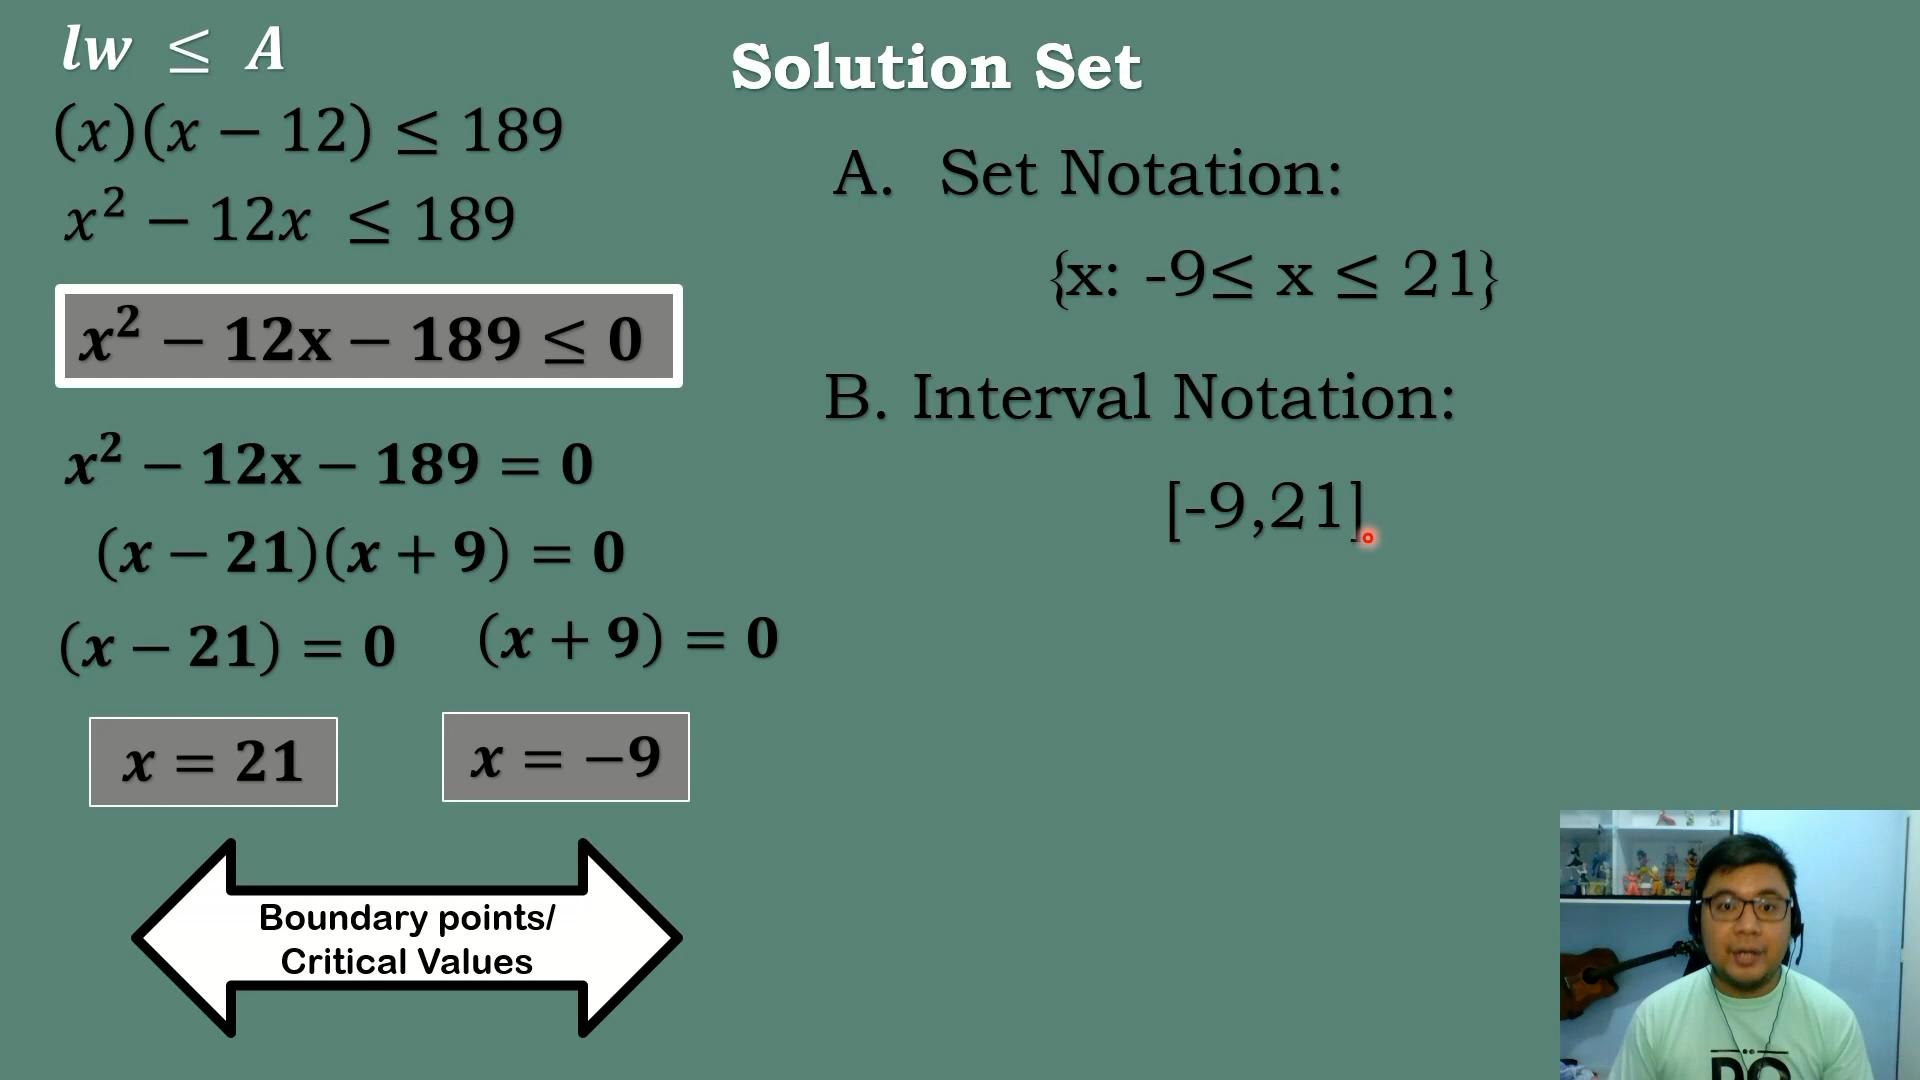 lw ≤ A
(x)(x − 12) ≤ 189
x² − 12x ≤ 189
x² − 12x − 189 ≤ 0
x² − 12x − 189 = 0
(x − 21)(x + 9) = 0
(x − 21) = 0 (x + 9) = 0
x = 21 x = −9
Boundary points/
Critical Values
Solution Set
A. Set Notation:
{x: -9≤ x ≤ 21}
B. Interval Notation:
[-9,21]